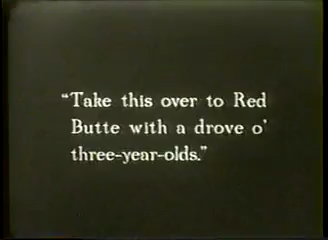 “Take this over to Red
Butte with a drove o’
three-year-olds.”